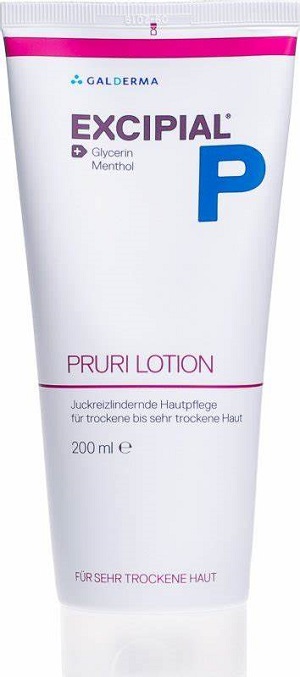 GALDERMA
EXCIPIAL®
Glycerin
Menthol
P
PRURI LOTION
Juckreizlindernde Hautpflege
für trockene bis sehr trockene Haut
200 ml ℮
FÜR SEHR TROCKENE HAUT